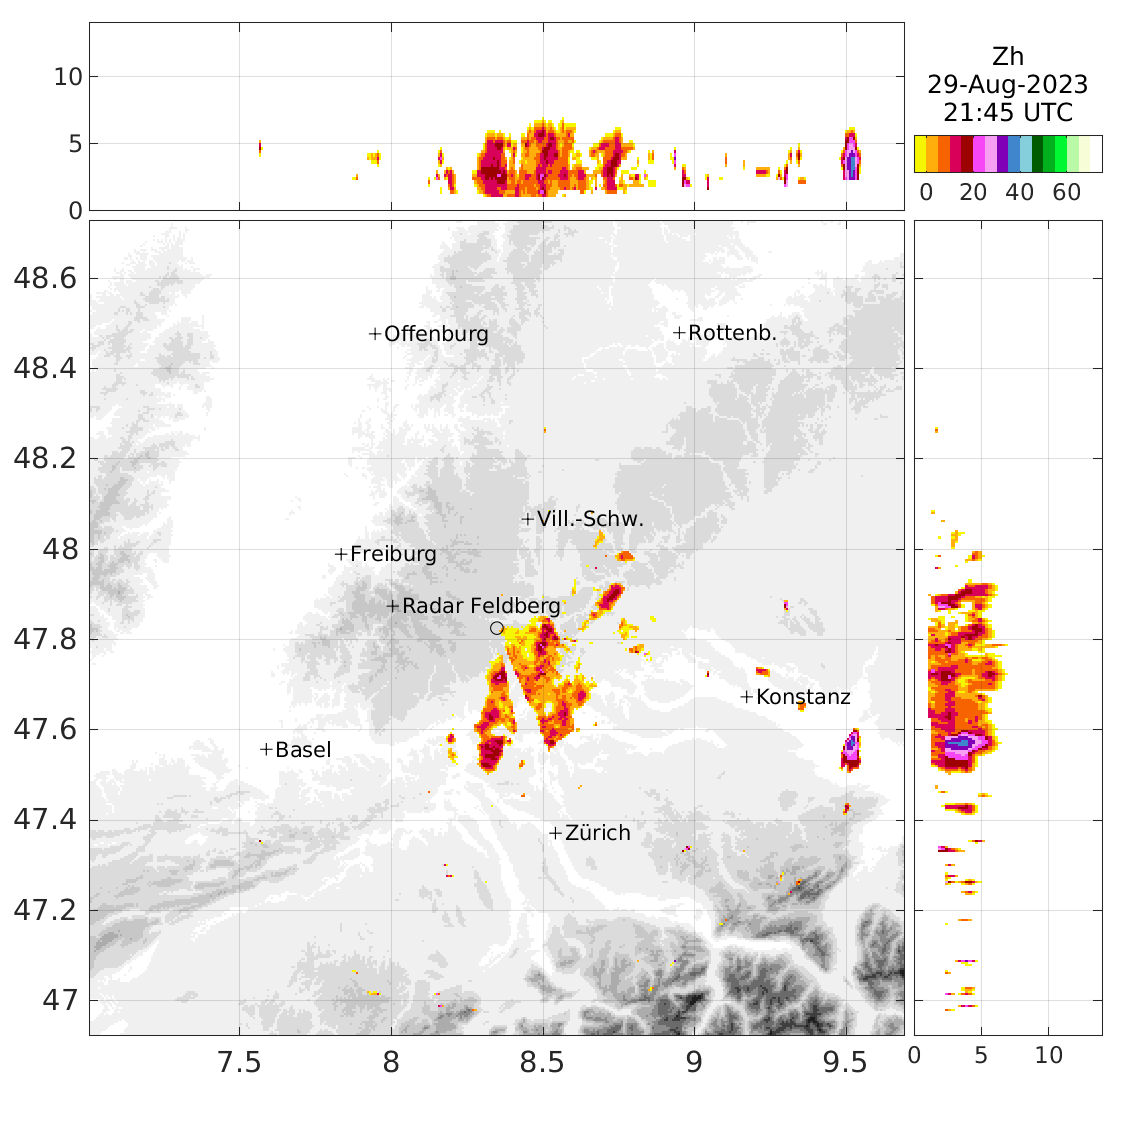 Zh
29-Aug-2023
21:45 UTC
0 20 40 60
10
5
0
48.6
48.4
48.2
48
47.8
47.6
47.4
47.2
47
Offenburg
Rottenb.
Vill.-Schw.
Freiburg
Radar Feldberg
Konstanz
Basel
Zürich
7.5 8 8.5 9 9.5
0 5 10